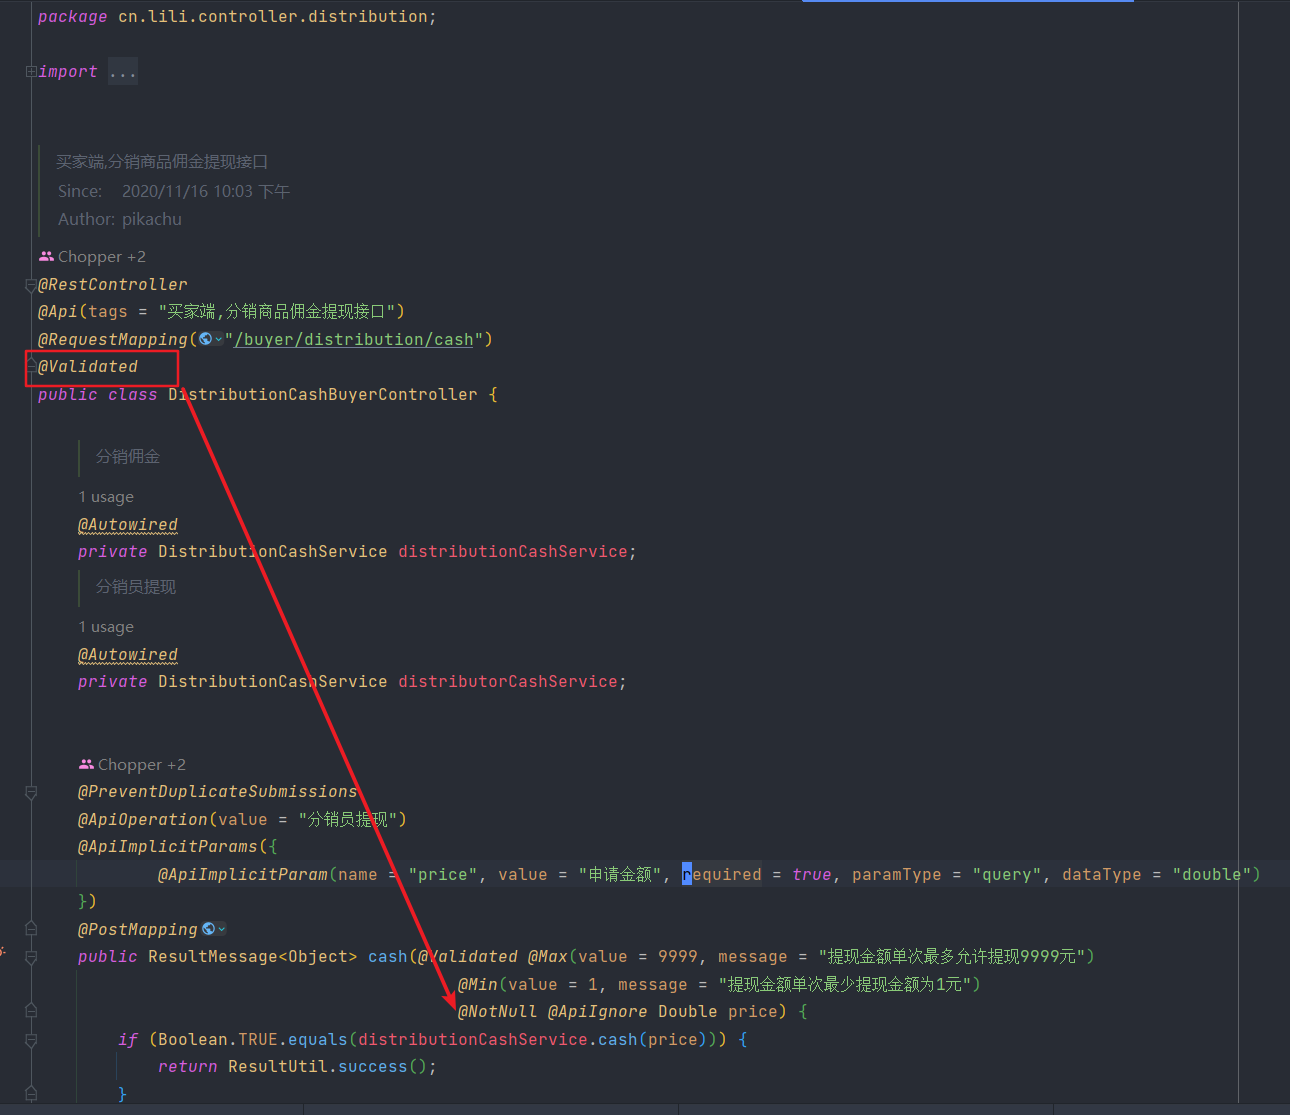 package cn.lili.controller.distribution;
import ...
买家端,分销商品佣金提现接口
Since: 2020/11/16 10:03 下午
Author: pikachu
Chopper +2
@RestController
@Api(tags = "买家端,分销商品佣金提现接口")
@RequestMapping("/buyer/distribution/cash")
@Validated
public class DistributionCashBuyerController {
分销佣金
1 usage
@Autowired
private DistributionCashService distributionCashService;
分销员提现
1 usage
@Autowired
private DistributionCashService distributorCashService;
Chopper +2
@PreventDuplicateSubmissions
@ApiOperation(value = "分销员提现")
@ApiImplicitParams({
@ApiImplicitParam(name = "price", value = "申请金额", required = true, paramType = "query", dataType = "double")
})
@PostMapping
public ResultMessage<Object> cash(@Validated @Max(value = 9999, message = "提现金额单次最多允许提现9999元")
@Min(value = 1, message = "提现金额单次最少提现金额为1元")
@NotNull @ApiIgnore Double price) {
if (Boolean.TRUE.equals(distributionCashService.cash(price))) {
return ResultUtil.success();
}